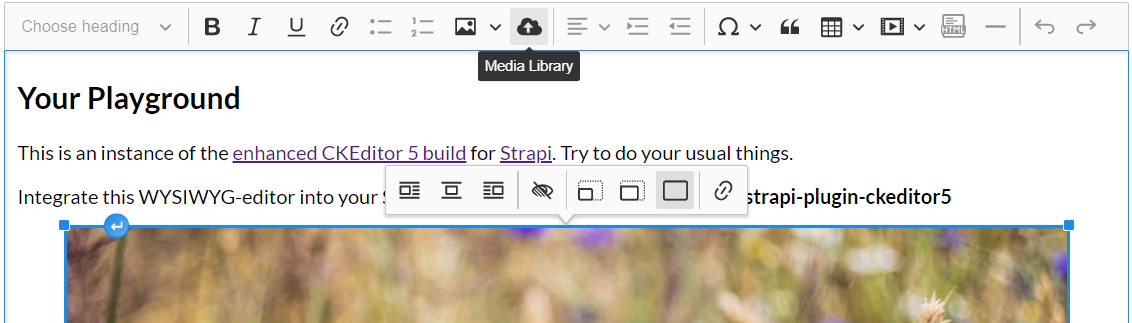 Choose heading
B I U
HTML
Media Library
Your Playground
This is an instance of the enhanced CKEditor 5 build for Strapi. Try to do your usual things.
Integrate this WYSIWYG-editor into your strapi-plugin-ckeditor5